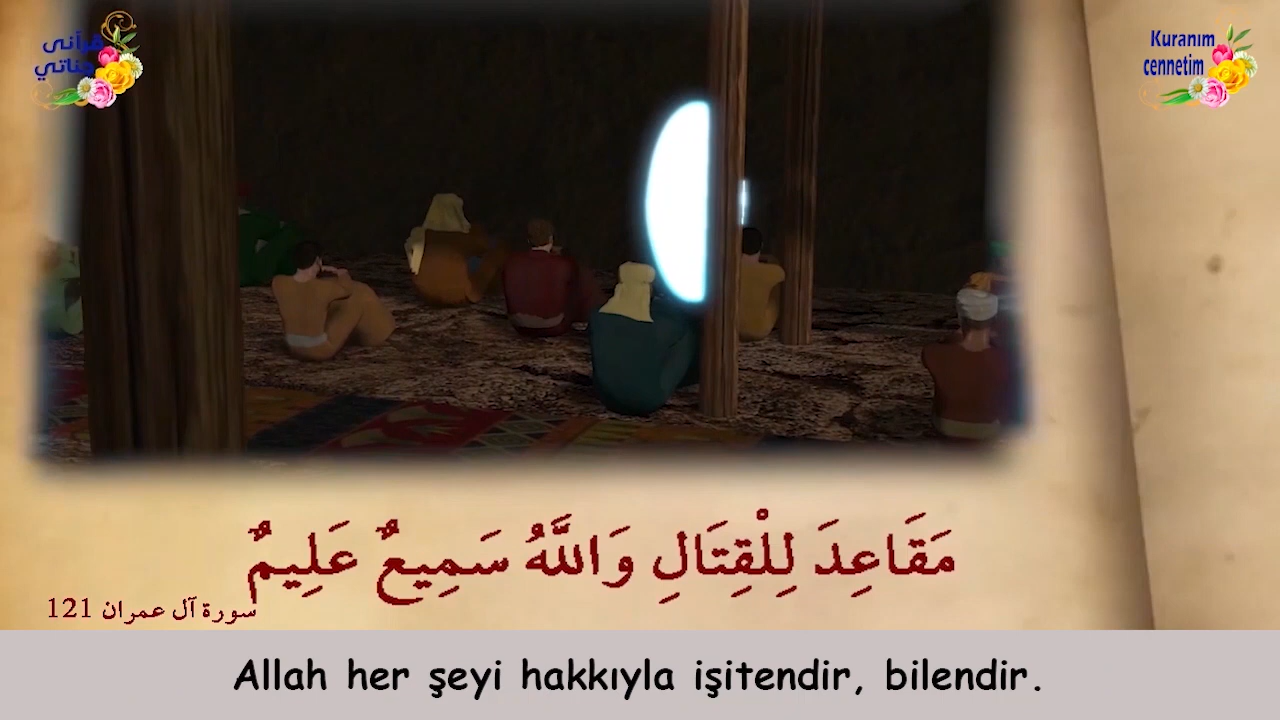 قرآني
جناتي
Kuranım
cennetim
مَقَاعِدَ لِلْقِتَالِ وَاللَّهُ سَمِيعٌ عَلِيمٌ
سورة آل عمران 121
Allah her şeyi hakkıyla işitendir, bilendir.